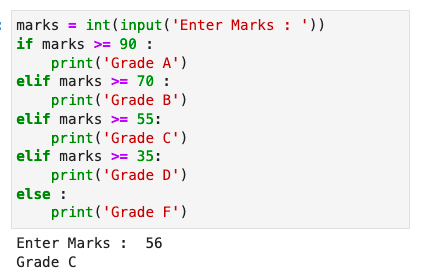 marks = int(input('Enter Marks : '))
if marks >= 90 :
    print('Grade A')
elif marks >= 70 :
    print('Grade B')
elif marks >= 55:
    print('Grade C')
elif marks >= 35:
    print('Grade D')
else :
    print('Grade F')
Enter Marks :  56
Grade C